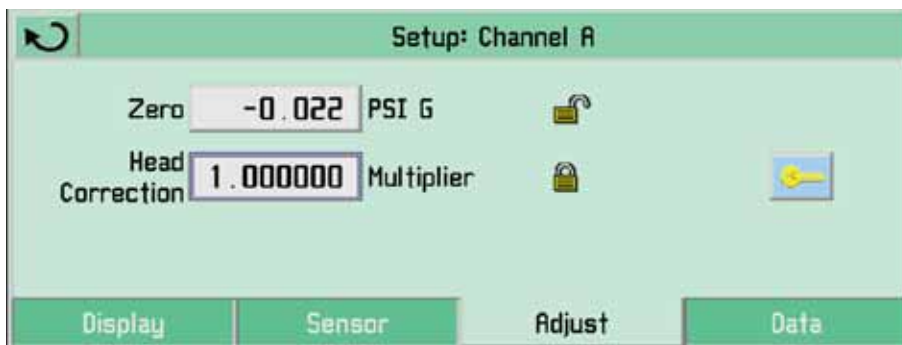 Setup: Channel A
Zero -0.022 PSI G
Head
Correction 1.000000 Multiplier
Display Sensor Adjust Data